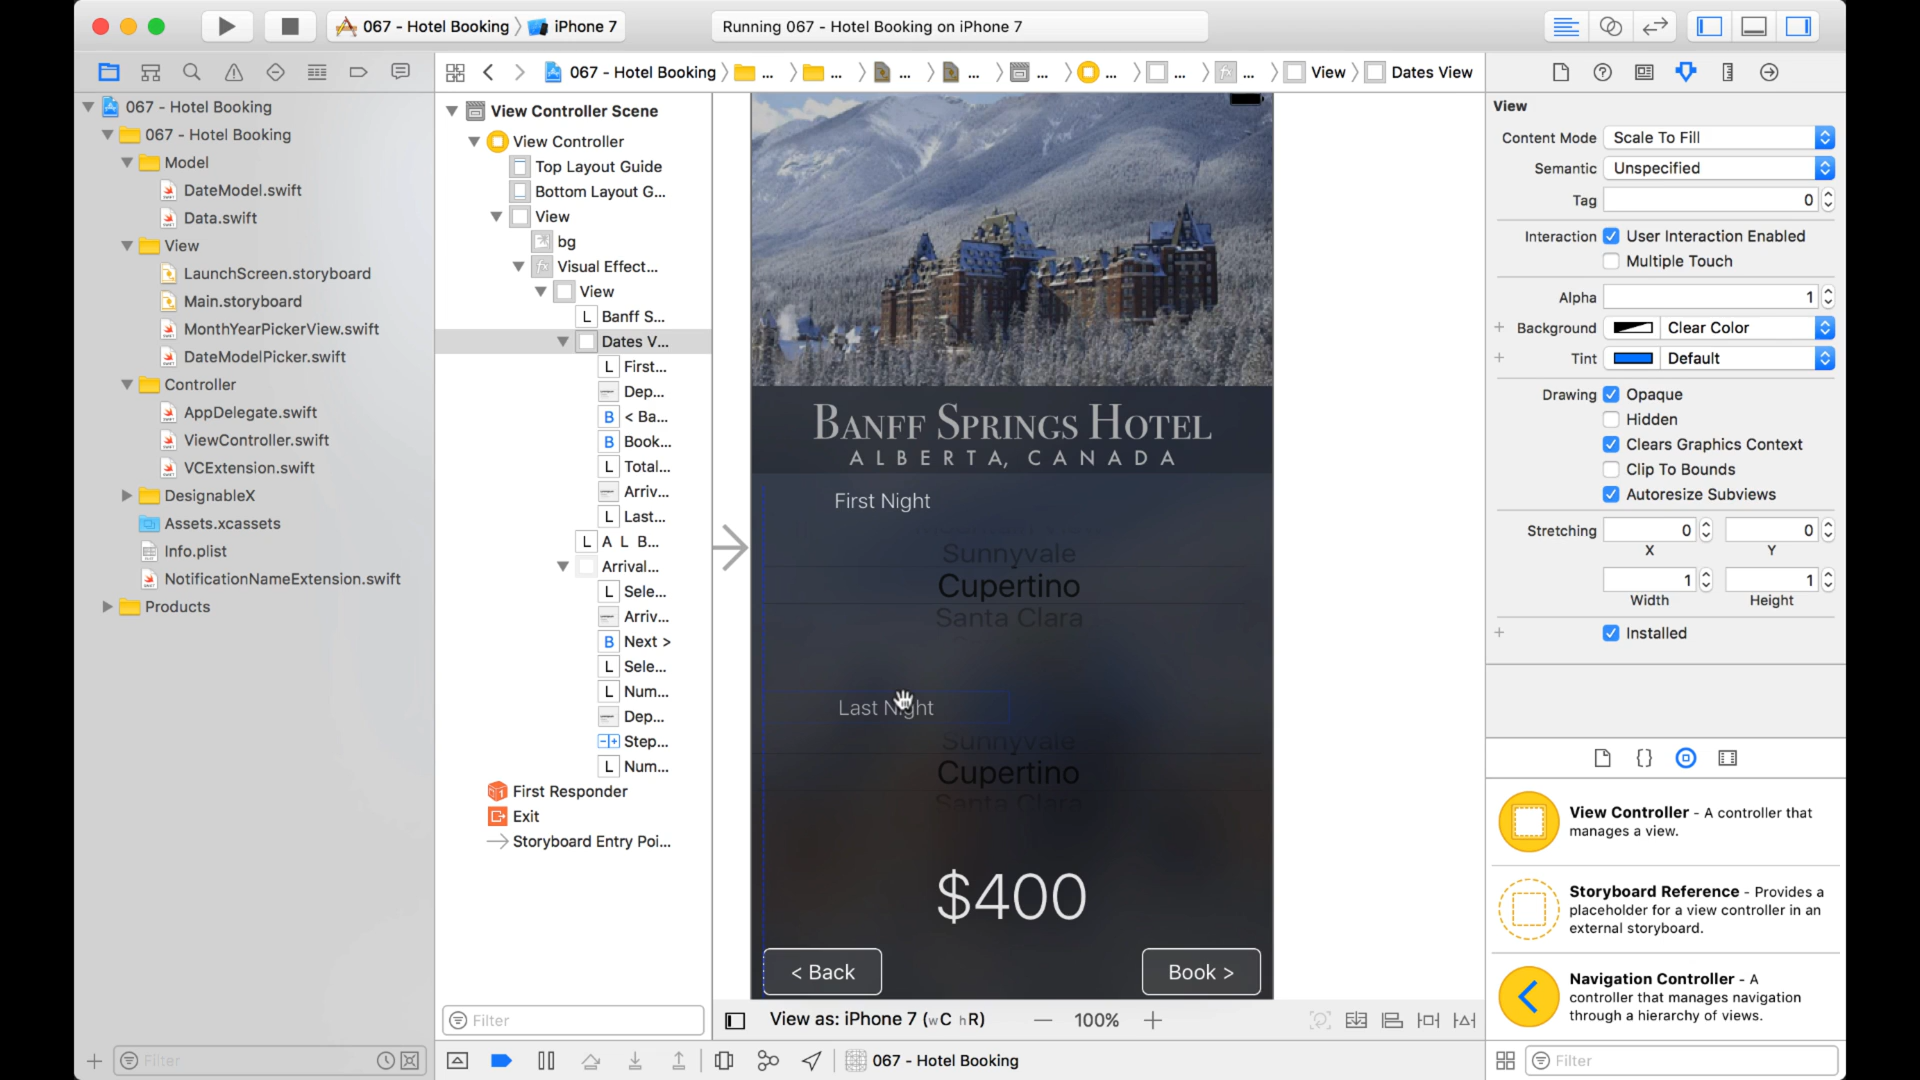 067 - Hotel Booking
iPhone 7
Running 067 - Hotel Booking on iPhone 7
067 - Hotel Booking
...
...
...
...
...
...
...
...
View
Dates View
067 - Hotel Booking
067 - Hotel Booking
Model
DateModel.swift
Data.swift
View
LaunchScreen.storyboard
Main.storyboard
MonthYearPickerView.swift
DateModelPicker.swift
Controller
AppDelegate.swift
ViewController.swift
VCExtension.swift
DesignableX
Assets.xcassets
Info.plist
NotificationNameExtension.swift
Products
Filter
View Controller Scene
View Controller
Top Layout Guide
Bottom Layout G...
View
bg
Visual Effect...
View
L Banff S...
Dates V...
L First...
Dep...
B < Ba...
B Book...
L Total...
Arriv...
L Last...
L A L B...
Arrival...
L Sele...
Arriv...
B Next >
L Sele...
L Num...
Dep...
Step...
L Num...
First Responder
Exit
Storyboard Entry Poi...
Filter
BANFF SPRINGS HOTEL
ALBERTA, CANADA
First Night
Sunnyvale
Cupertino
Santa Clara
Last Night
Sunnyvale
Cupertino
Santa Clara
$400
< Back
Book >
View as: iPhone 7 (wC hR)
100%
067 - Hotel Booking
View
Content Mode Scale To Fill
Semantic Unspecified
Tag 0
Interaction User Interaction Enabled
Multiple Touch
Alpha 1
Background Clear Color
Tint Default
Drawing Opaque
Hidden
Clears Graphics Context
Clip To Bounds
Autoresize Subviews
Stretching 0 0
X Y
1 1
Width Height
Installed
View Controller - A controller that
manages a view.
Storyboard Reference - Provides a
placeholder for a view controller in an
external storyboard.
Navigation Controller - A
controller that manages navigation
through a hierarchy of views.
Filter